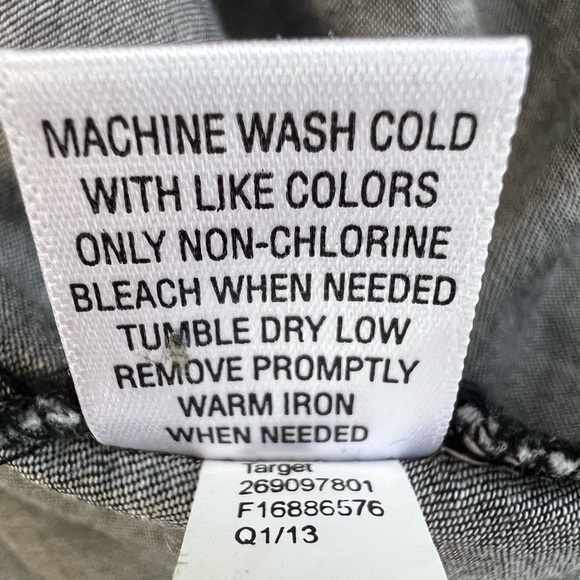 MACHINE WASH COLD
WITH LIKE COLORS
ONLY NON-CHLORINE
BLEACH WHEN NEEDED
TUMBLE DRY LOW
REMOVE PROMPTLY
WARM IRON
WHEN NEEDED
Target
269097801
F16886576
Q1/13